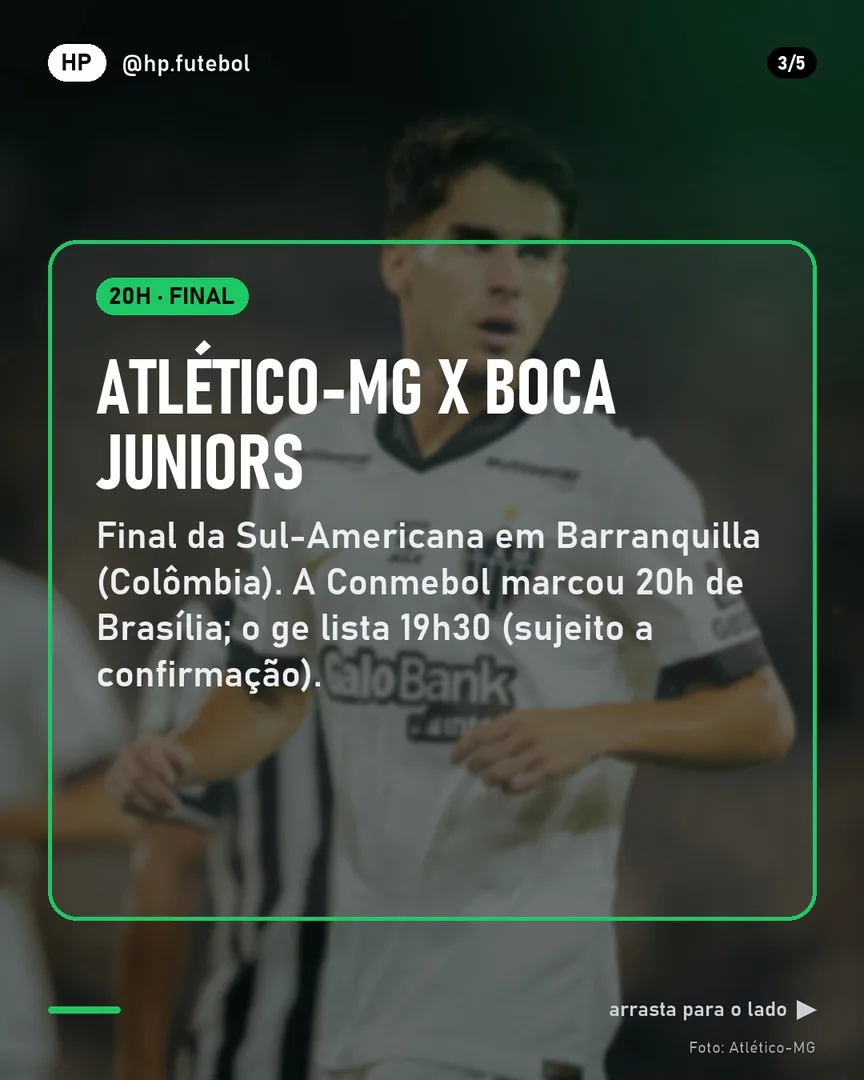 HP @hp.futebol
3/5
20H · FINAL
ATLÉTICO-MG X BOCA
JUNIORS
Final da Sul-Americana em Barranquilla
(Colômbia). A Conmebol marcou 20h de
Brasília; o ge lista 19h30 (sujeito a
confirmação).
GaloBank
arrasta para o lado ▶
Foto: Atlético-MG